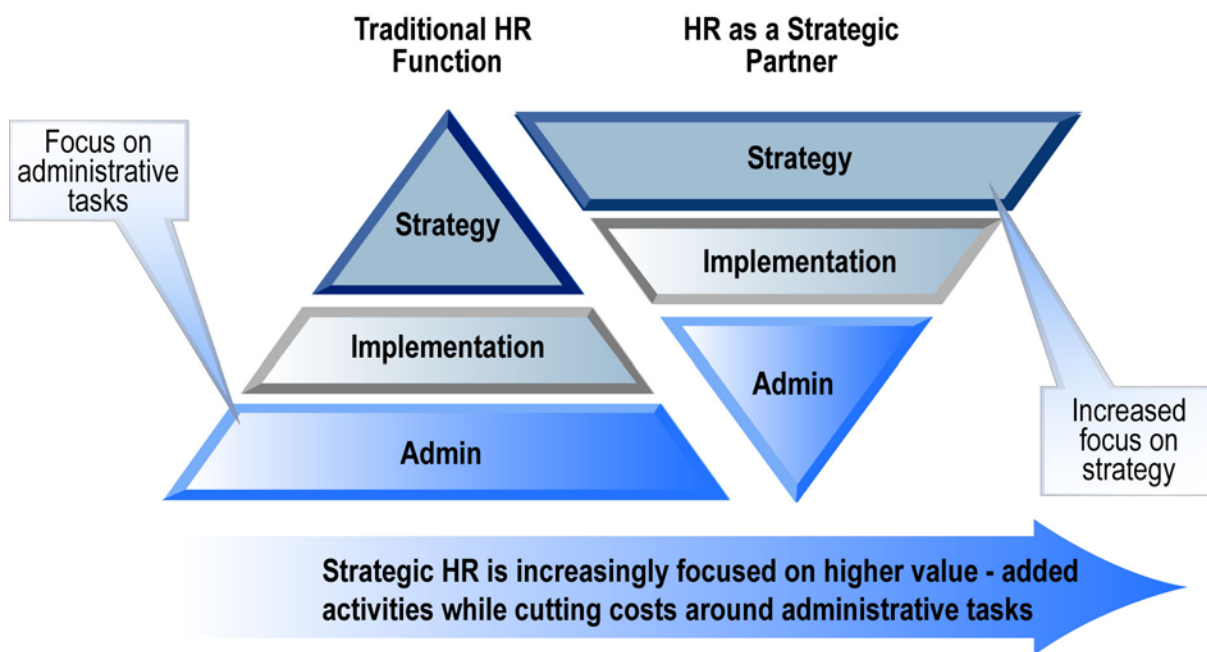 Traditional HR
Function
HR as a Strategic
Partner
Focus on
administrative
tasks
Strategy
Implementation
Admin
Strategy
Implementation
Admin
Increased
focus on
strategy
Strategic HR is increasingly focused on higher value - added
activities while cutting costs around administrative tasks